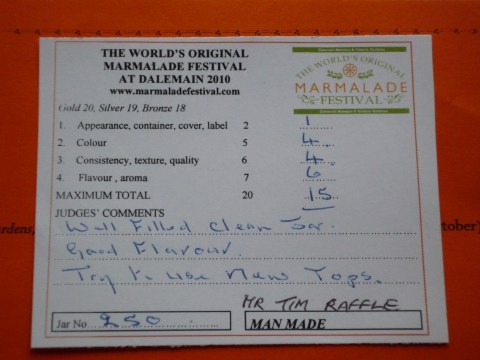 THE WORLD'S ORIGINAL
MARMALADE FESTIVAL
AT DALEMAIN 2010
www.marmaladefestival.com
THE WORLD'S ORIGINAL
MARMALADE
FESTIVAL
Gold 20, Silver 19, Bronze 18
1. Appearance, container, cover, label 2 1
2. Colour 5 4
3. Consistency, texture, quality 6 4
4. Flavour , aroma 7 6
MAXIMUM TOTAL 20 15
JUDGES' COMMENTS
Well Filled Clean Jar.
Good Flavour.
Try to use New Tops.
MR TIM RAFFLE
Jar No 250
MAN MADE
rdens,
ctober)